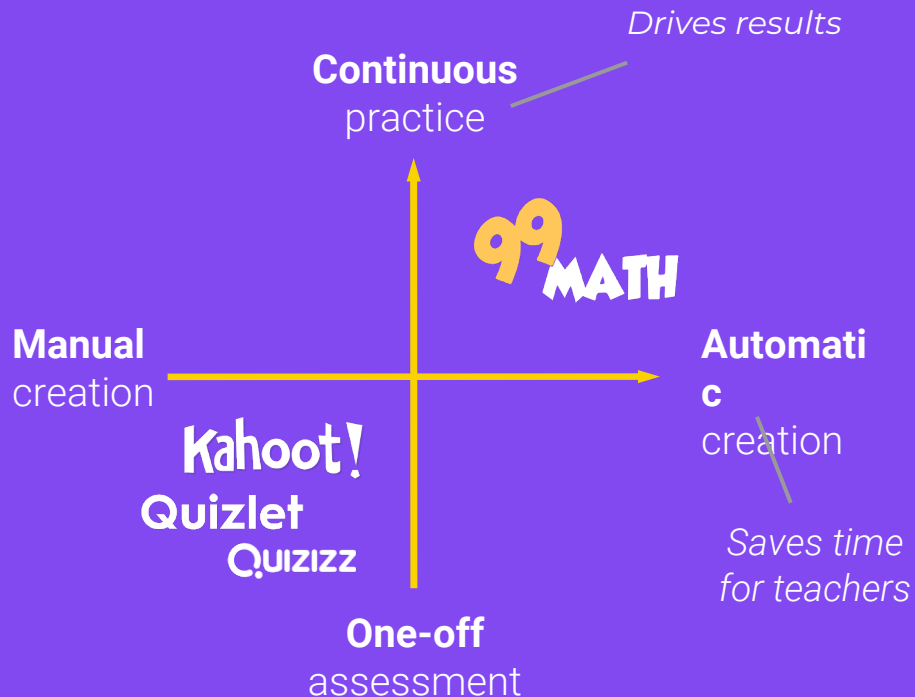 Drives results
Continuous
practice
99
MATH
Manual
creation
Automati
c
creation
Kahoot!
Quizlet
Quizizz
Saves time
for teachers
One-off
assessment